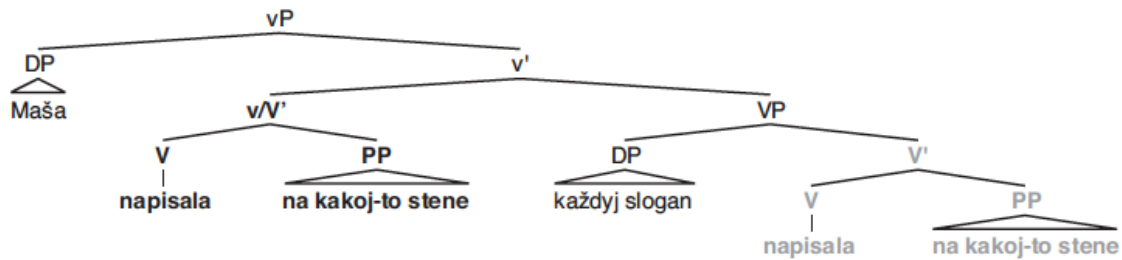 vP
DP v'
Maša v/V' VP
V PP DP V'
napisala na kakoj-to stene každyj slogan V PP
napisala na kakoj-to stene